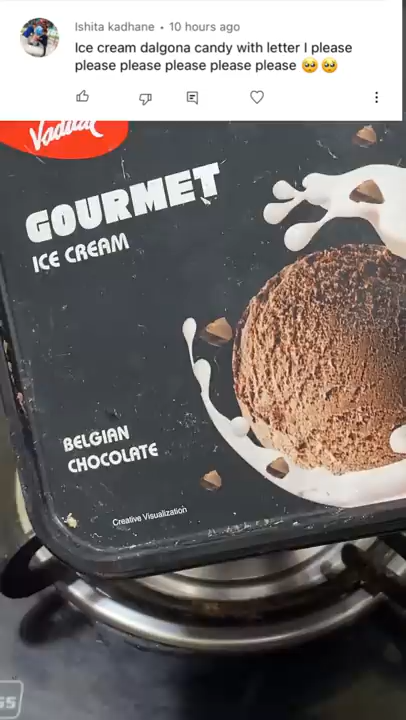 Ishita kadhane • 10 hours ago
Ice cream dalgona candy with letter I please
please please please please please 🥺🥺
Vadilal
GOURMET
ICE CREAM
BELGIAN
CHOCOLATE
Creative Visualization